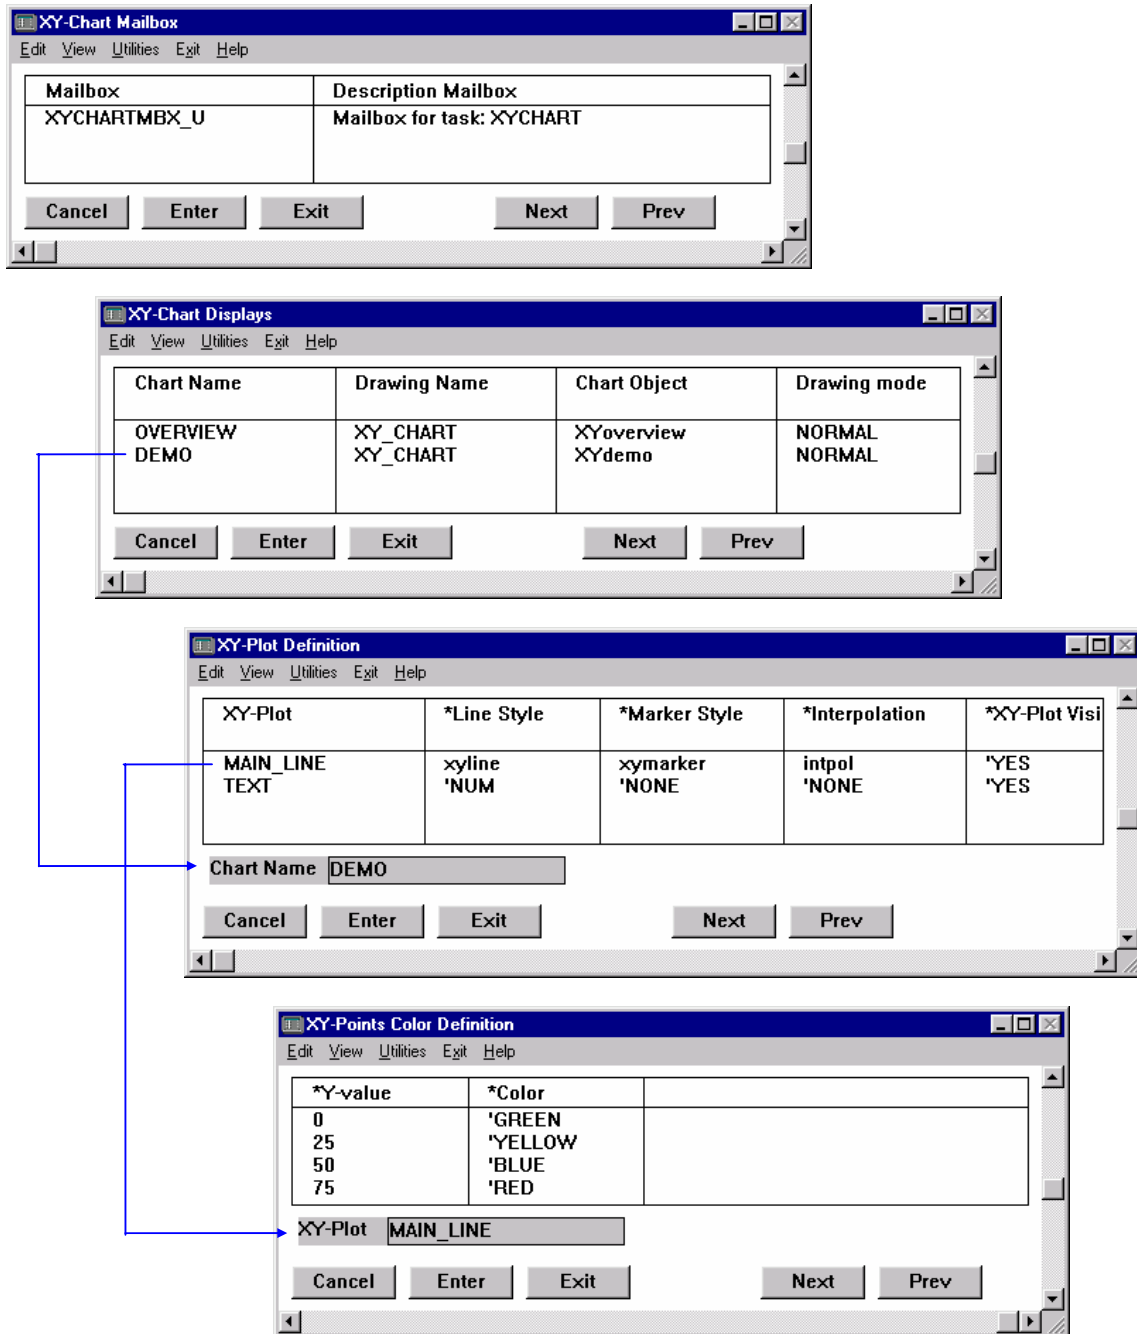 XY-Chart Mailbox
Edit View Utilities Exit Help
Mailbox Description Mailbox
XYCHARTMBX_U Mailbox for task: XYCHART
Cancel Enter Exit Next Prev
XY-Chart Displays
Edit View Utilities Exit Help
Chart Name Drawing Name Chart Object Drawing mode
OVERVIEW XY_CHART XYoverview NORMAL
DEMO XY_CHART XYdemo NORMAL
Cancel Enter Exit Next Prev
XY-Plot Definition
Edit View Utilities Exit Help
XY-Plot *Line Style *Marker Style *Interpolation *XY-Plot Visi
MAIN_LINE xyline xymarker intpol 'YES
TEXT 'NUM 'NONE 'NONE 'YES
Chart Name DEMO
Cancel Enter Exit Next Prev
XY-Points Color Definition
Edit View Utilities Exit Help
*Y-value *Color
0 'GREEN
25 'YELLOW
50 'BLUE
75 'RED
XY-Plot MAIN_LINE
Cancel Enter Exit Next Prev